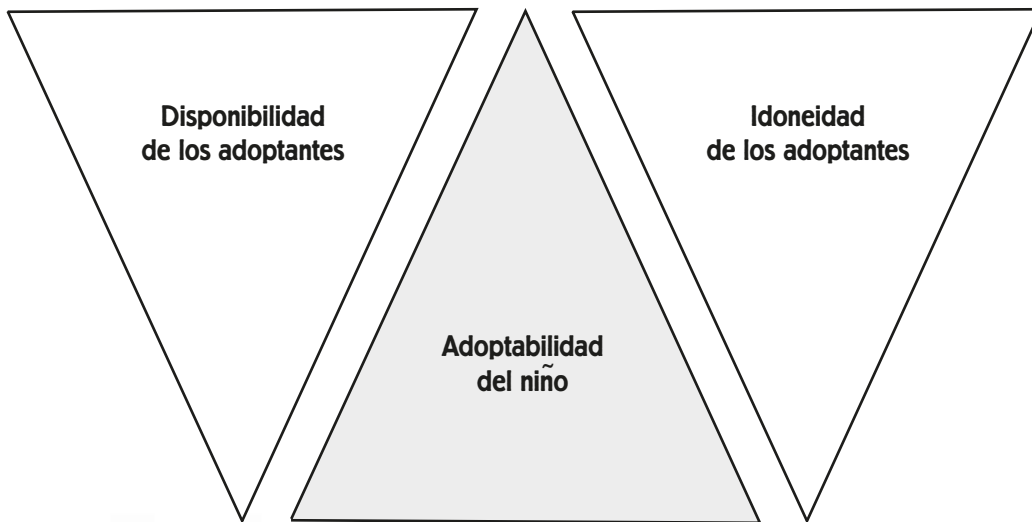 Disponibilidad
de los adoptantes
Idoneidad
de los adoptantes
Adoptabilidad
del niño